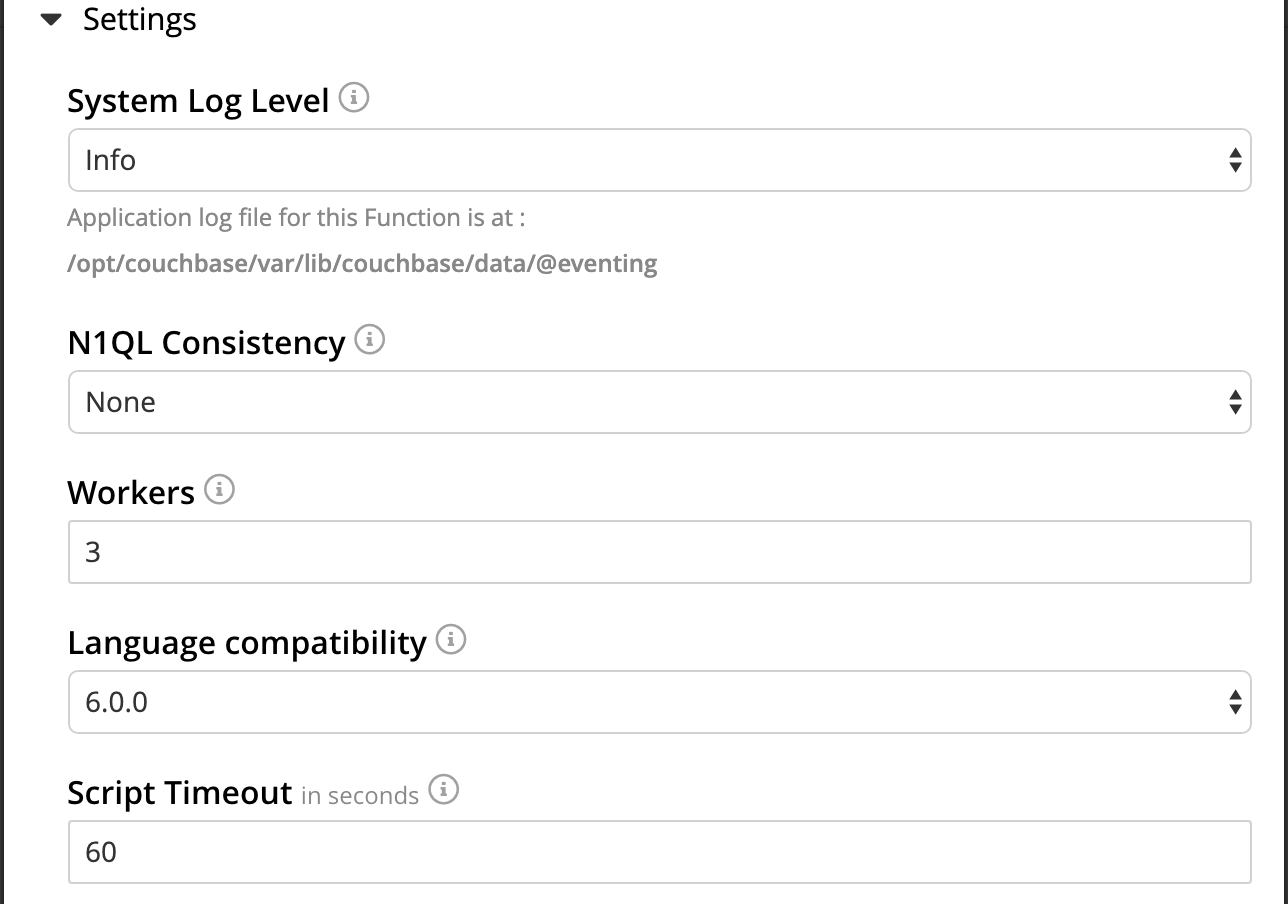 Settings
System Log Level
Info
Application log file for this Function is at :
/opt/couchbase/var/lib/couchbase/data/@eventing
N1QL Consistency
None
Workers
3
Language compatibility
6.0.0
Script Timeout in seconds
60